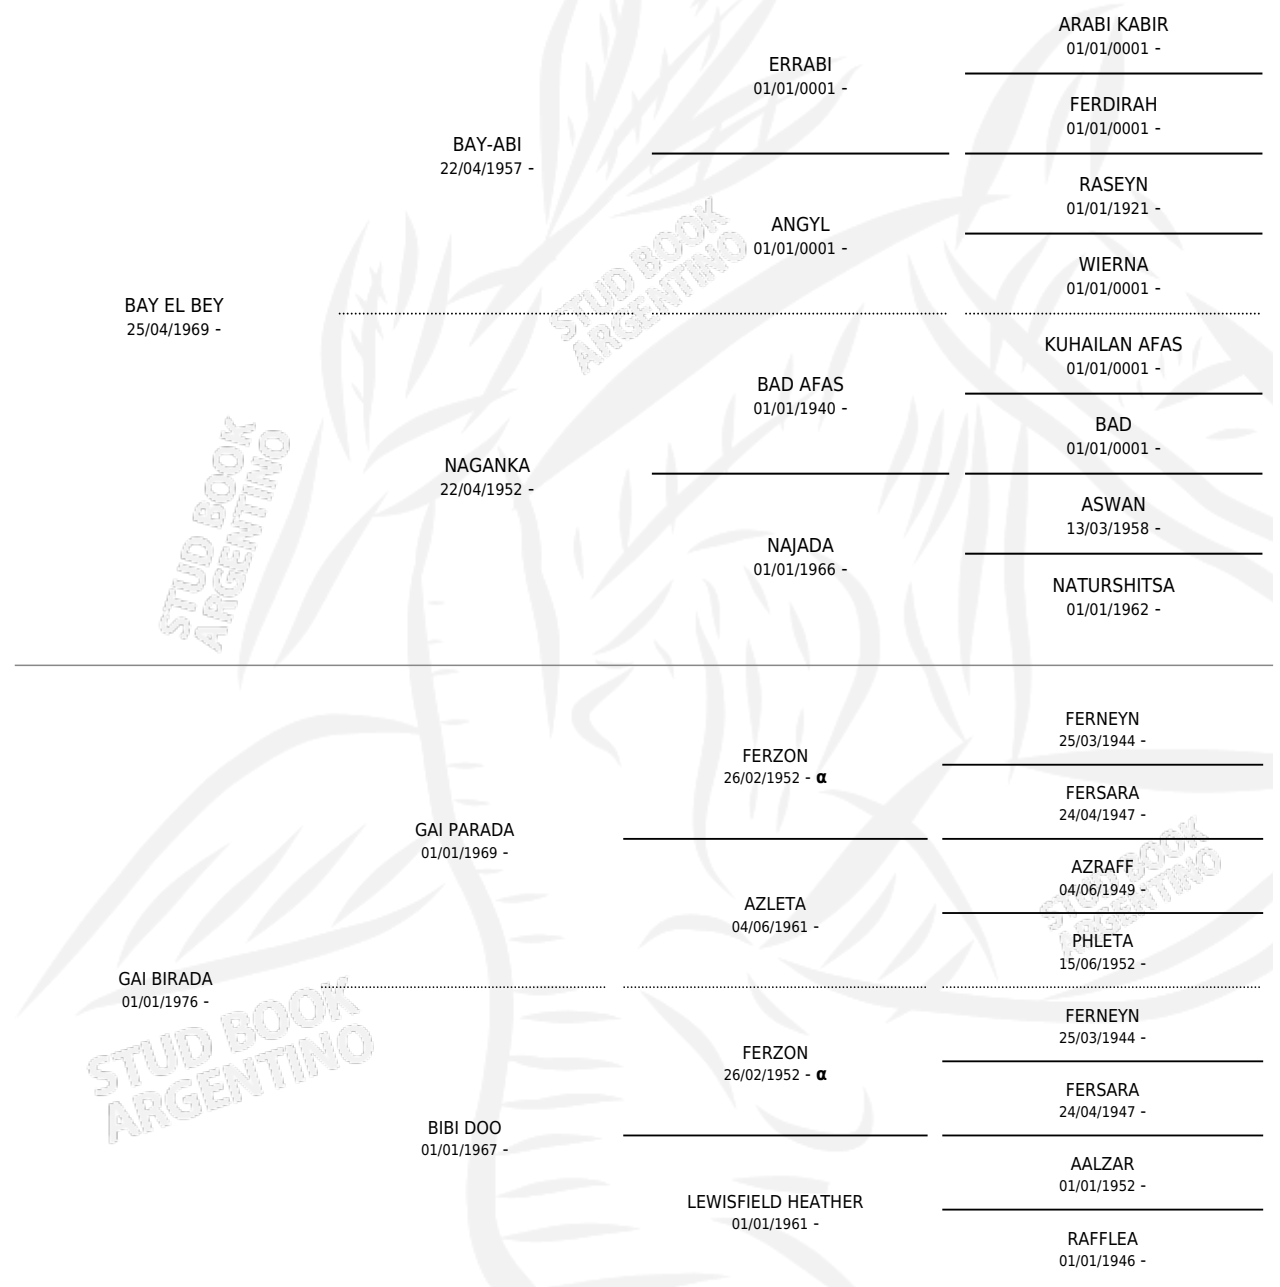 ARABI KABIR
01/01/0001 -
ERRABI
01/01/0001 -
FERDIRAH
01/01/0001 -
BAY-ABI
22/04/1957 -
RASEYN
01/01/1921 -
ANGYL
01/01/0001 -
WIERNA
01/01/0001 -
BAY EL BEY
25/04/1969 -
KUHAILAN AFAS
01/01/0001 -
BAD AFAS
01/01/1940 -
BAD
01/01/0001 -
NAGANKA
22/04/1952 -
ASWAN
13/03/1958 -
NAJADA
01/01/1966 -
NATURSHITSA
01/01/1962 -
FERNEYN
25/03/1944 -
FERZON
26/02/1952 - α
FERSARA
24/04/1947 -
GAI PARADA
01/01/1969 -
AZRAFF
04/06/1949 -
AZLETA
04/06/1961 -
PHLETA
15/06/1952 -
GAI BIRADA
01/01/1976 -
FERNEYN
25/03/1944 -
FERZON
26/02/1952 - α
FERSARA
24/04/1947 -
BIBI DOO
01/01/1967 -
AALZAR
01/01/1952 -
LEWISFIELD HEATHER
01/01/1961 -
RAFFLEA
01/01/1946 -
STUD BOOK
ARGENTINO
STUD BOOK
ARGENTINO
STUD BOOK
ARGENTINO
STUD BOOK
ARGENTINO